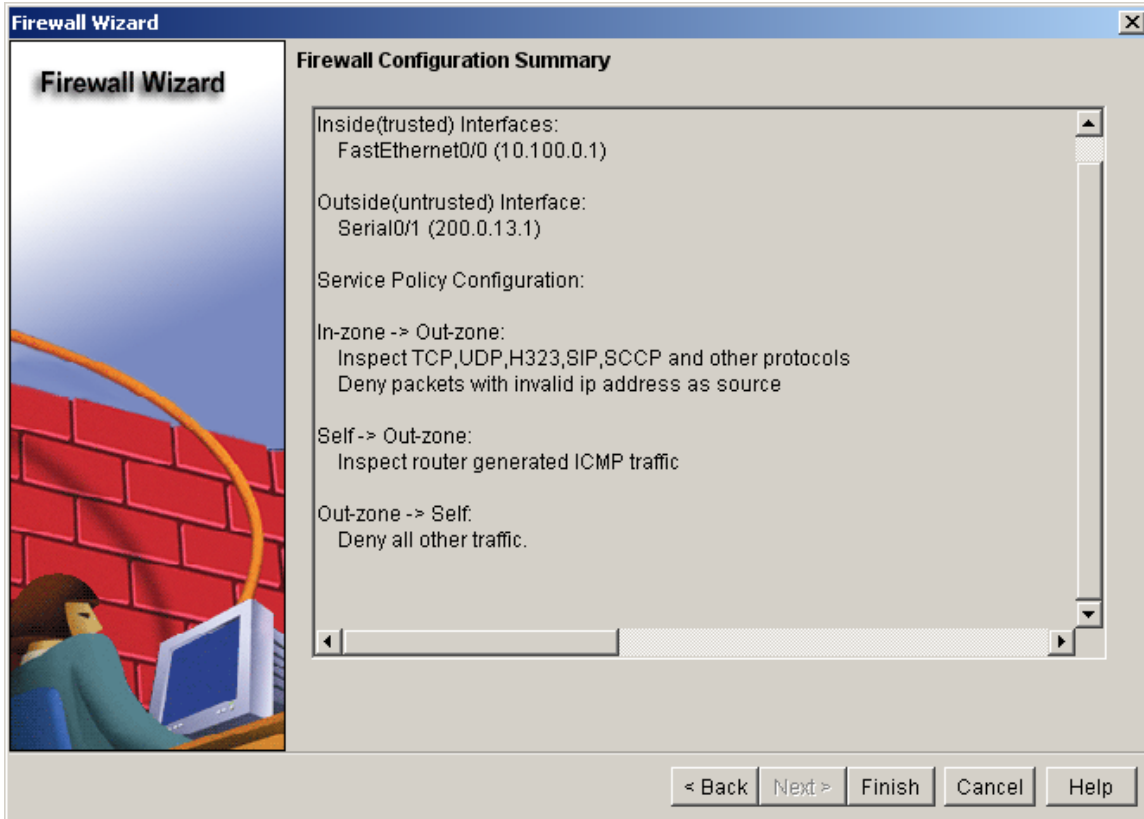 Firewall Wizard
Firewall Wizard
Firewall Configuration Summary
Inside(trusted) Interfaces:
FastEthernet0/0 (10.100.0.1)
Outside(untrusted) Interface:
Serial0/1 (200.0.13.1)
Service Policy Configuration:
In-zone -> Out-zone:
Inspect TCP,UDP,H323,SIP,SCCP and other protocols
Deny packets with invalid ip address as source
Self -> Out-zone:
Inspect router generated ICMP traffic
Out-zone -> Self:
Deny all other traffic.
< Back Next > Finish Cancel Help